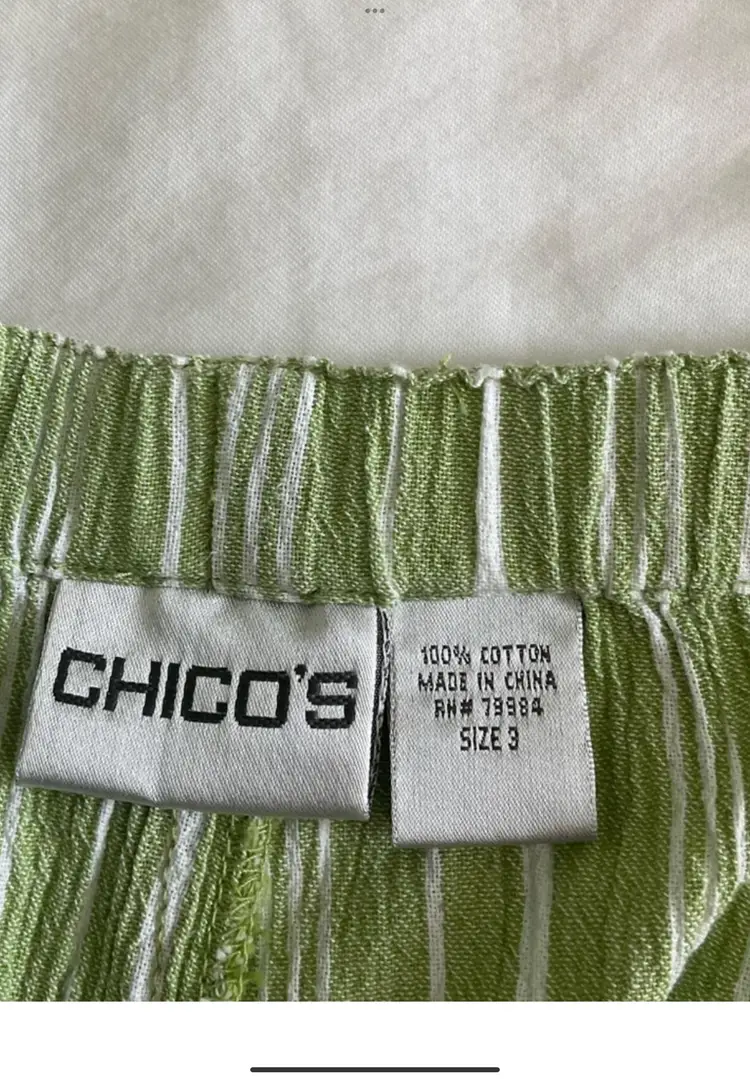 CHICO'S
100% COTTON
MADE IN CHINA
RN# 79984
SIZE 3